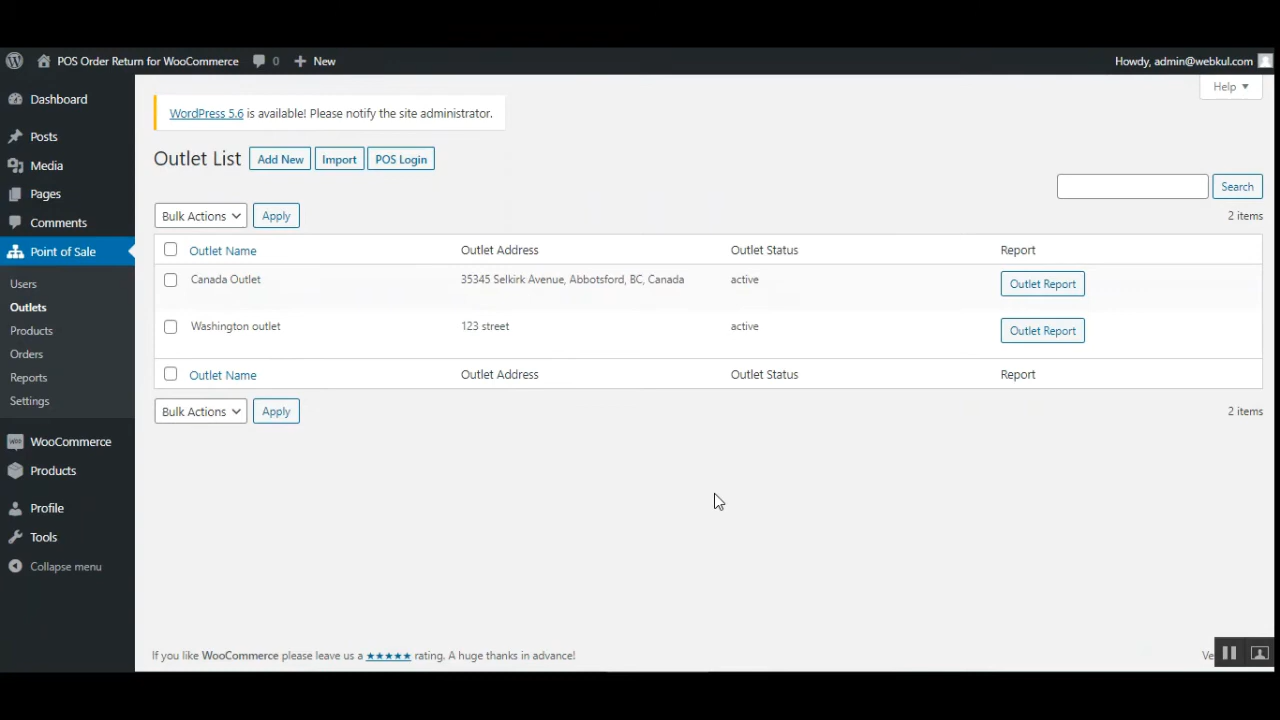 POS Order Return for WooCommerce 0 New Howdy, admin@webkul.com
Help
WordPress 5.6 is available! Please notify the site administrator.
Outlet List Add New Import POS Login
Search
Bulk Actions Apply 2 items
Outlet Name Outlet Address Outlet Status Report
Canada Outlet 35345 Selkirk Avenue, Abbotsford, BC, Canada active Outlet Report
Washington outlet 123 street active Outlet Report
Outlet Name Outlet Address Outlet Status Report
Bulk Actions Apply 2 items
Dashboard
Posts
Media
Pages
Comments
Point of Sale
Users
Outlets
Products
Orders
Reports
Settings
WooCommerce
Products
Profile
Tools
Collapse menu
If you like WooCommerce please leave us a ★★★★★ rating. A huge thanks in advance!